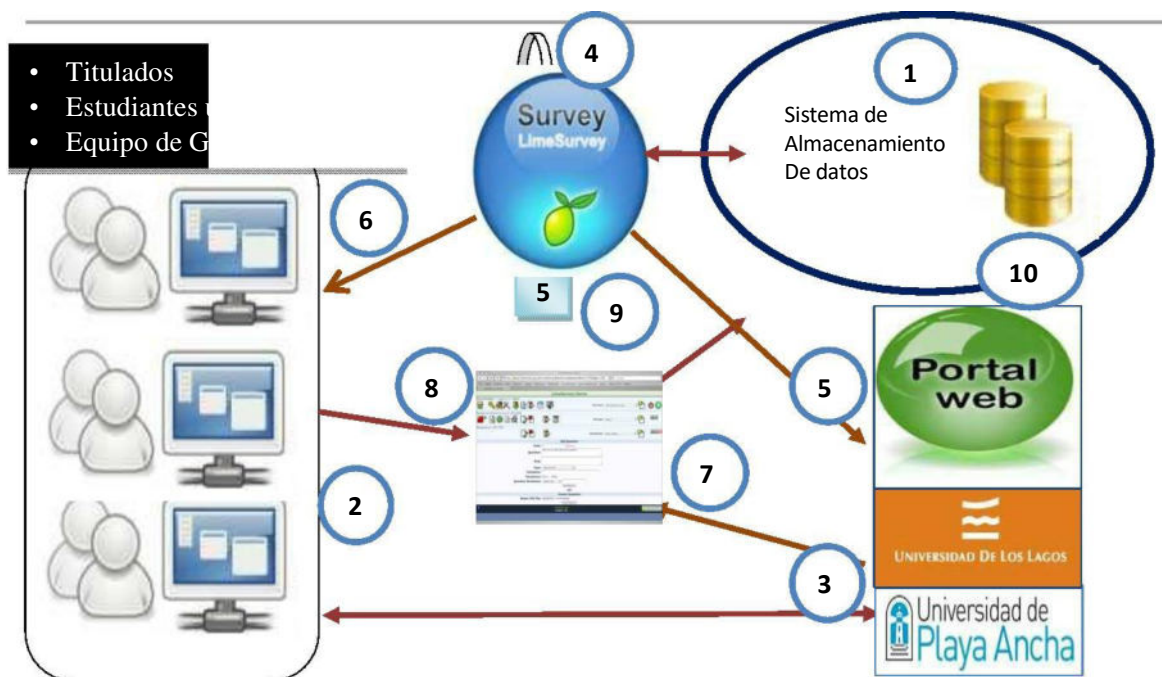 • Titulados
• Estudiantes u
• Equipo de G
4
Survey
LimeSurvey
1
Sistema de
Almacenamiento
De datos
6
10
5
9
8
5
Portal
web
7
2
UNIVERSIDAD DE LOS LAGOS
3
Universidad de
Playa Ancha